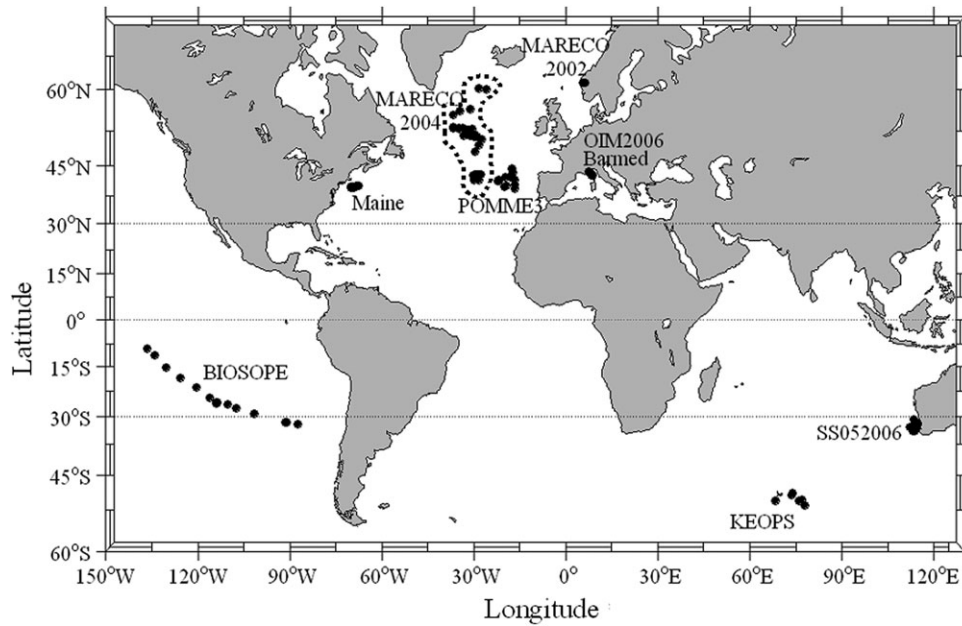 MARECO
2002
60°N
MARECO
2004
OIM2006
Barmed
45°N
Maine
POMME3
30°N
15°N
Latitude
0°
BIOSOPE
15°S
30°S
SS052006
45°S
KEOPS
60°S
150°W 120°W 90°W 60°W 30°W 0° 30°E 60°E 90°E 120°E
Longitude